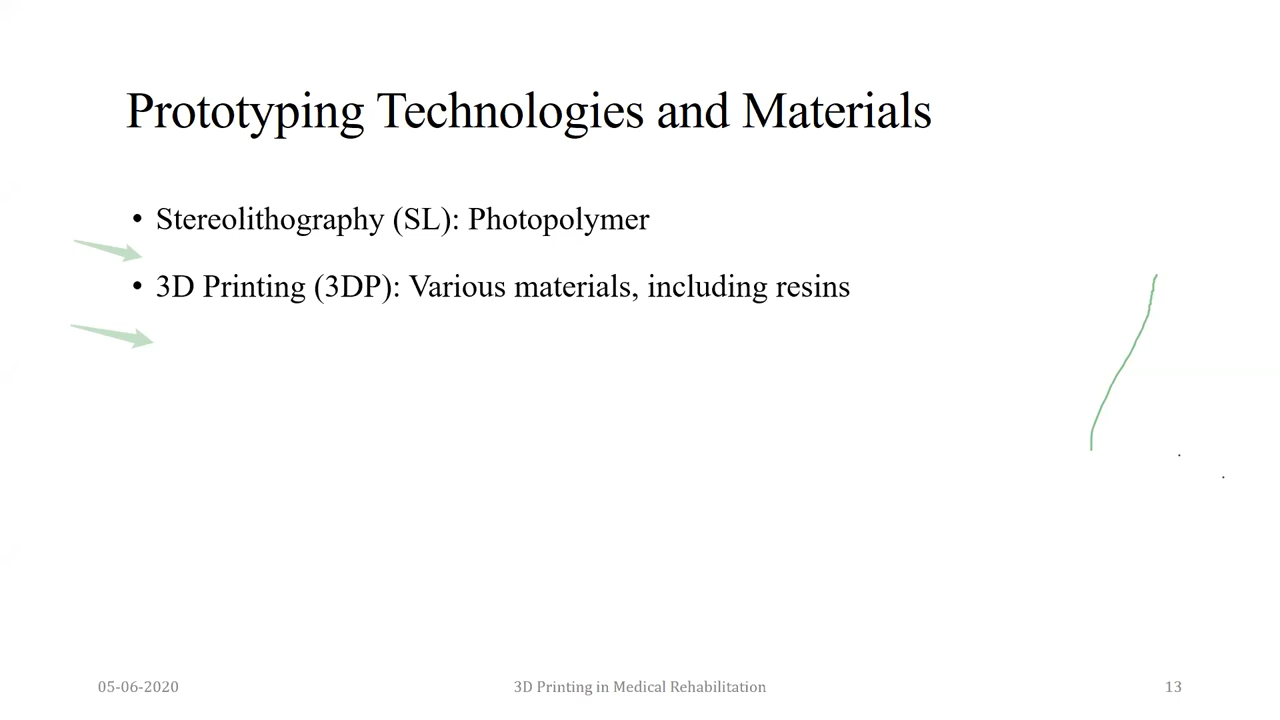 Prototyping Technologies and Materials
• Stereolithography (SL): Photopolymer
• 3D Printing (3DP): Various materials, including resins
05-06-2020
3D Printing in Medical Rehabilitation
13